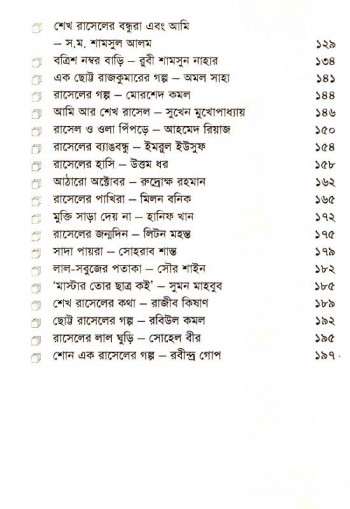 শেখ রাসেলের বন্ধুরা এবং আমি
– স.ম. শামসুল আলম ১২৯
বত্রিশ নম্বর বাড়ি – রুবী শামসুন নাহার ১৩৪
এক ছোট্ট রাজকুমারের গল্প – অমল সাহা ১৪১
রাসেলের গল্প – মোরশেদ কমল ১৪৪
আমি আর শেখ রাসেল – সুখেন মুখোপাধ্যায় ১৪৬
রাসেল ও ওলা পিঁপড়ে – আহমেদ রিয়াজ ১৫০
রাসেলের ব্যাঙবন্ধু – ইমরুল ইউসুফ ১৫৪
রাসেলের হাসি – উত্তম ধর ১৫৮
আঠারো অক্টোবর – রুদ্রোক্ষ রহমান ১৬২
রাসেলের পাখিরা – মিলন বনিক ১৬৫
মুক্তি সাড়া দেয় না – হানিফ খান ১৭২
রাসেলের জন্মদিন – লিটন মহন্ত ১৭৫
সাদা পায়রা – সোহরাব শান্ত ১৭৯
লাল-সবুজের পতাকা – সৌর শাইন ১৮২
‘মাস্টার তোর ছাত্র কই’ – সুমন মাহবুব ১৮৫
শেখ রাসেলের কথা – রাজীব কিষাণ ১৮৯
ছোট্ট রাসেলের গল্প – রবিউল কমল ১৯২
রাসেলের লাল ঘুড়ি – সোহেল বীর ১৯৫
শোন এক রাসেলের গল্প – রবীন্দ্র গোপ ১৯৭